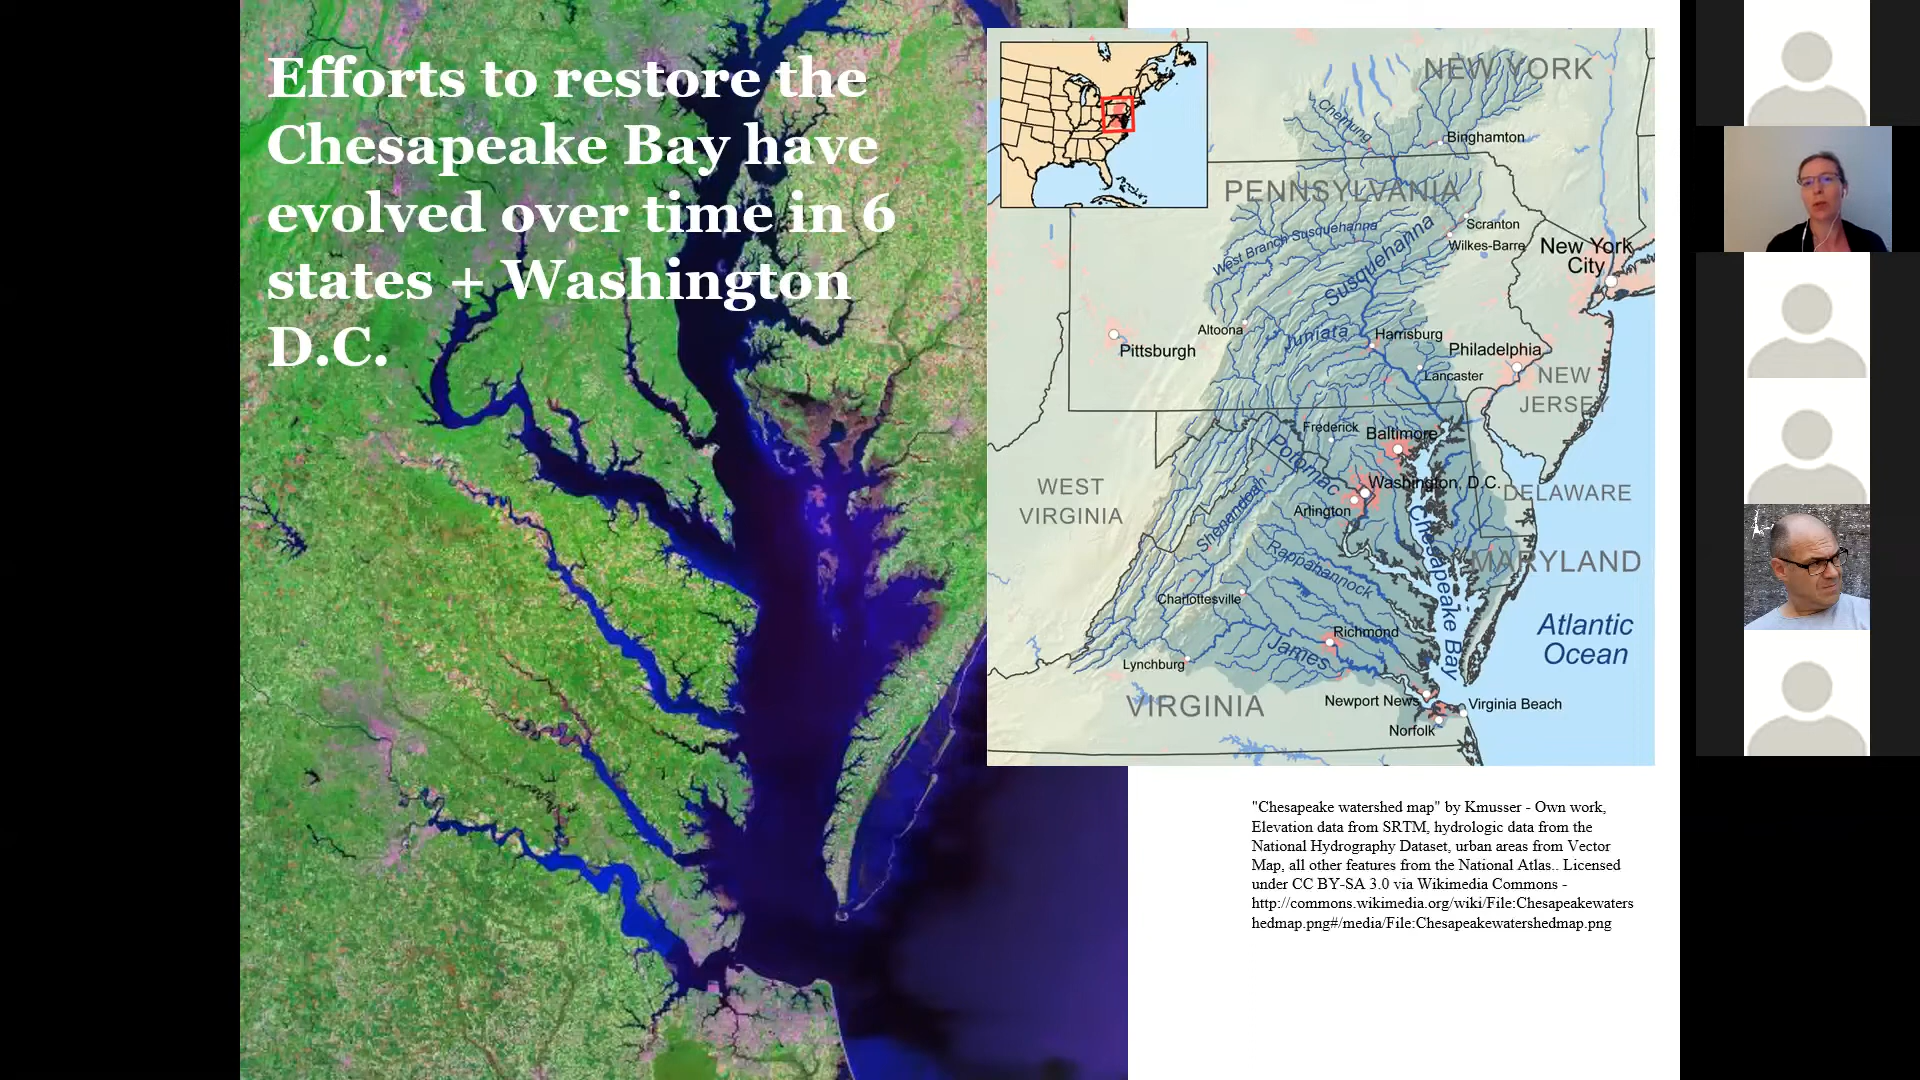 Efforts to restore the
Chesapeake Bay have
evolved over time in 6
states + Washington
D.C.
NEW YORK
Chemung
Binghamton
PENNSYLVANIA
Scranton
Wilkes-Barre
West Branch Susquehanna
Susquehanna
New York
City
Altoona
Juniata
Harrisburg
Pittsburgh
Philadelphia
Lancaster
NEW
JERSEY
Frederick
Baltimore
Potomac
WEST
VIRGINIA
Washington, D.C.
DELAWARE
Arlington
Shenandoah
Chesapeake Bay
MARYLAND
Rappahannock
Charlottesville
Atlantic
Ocean
Richmond
James
Lynchburg
VIRGINIA
Newport News
Virginia Beach
Norfolk
"Chesapeake watershed map" by Kmusser - Own work,
Elevation data from SRTM, hydrologic data from the
National Hydrography Dataset, urban areas from Vector
Map, all other features from the National Atlas.. Licensed
under CC BY-SA 3.0 via Wikimedia Commons -
http://commons.wikimedia.org/wiki/File:Chesapeakewaters
hedmap.png#/media/File:Chesapeakewatershedmap.png